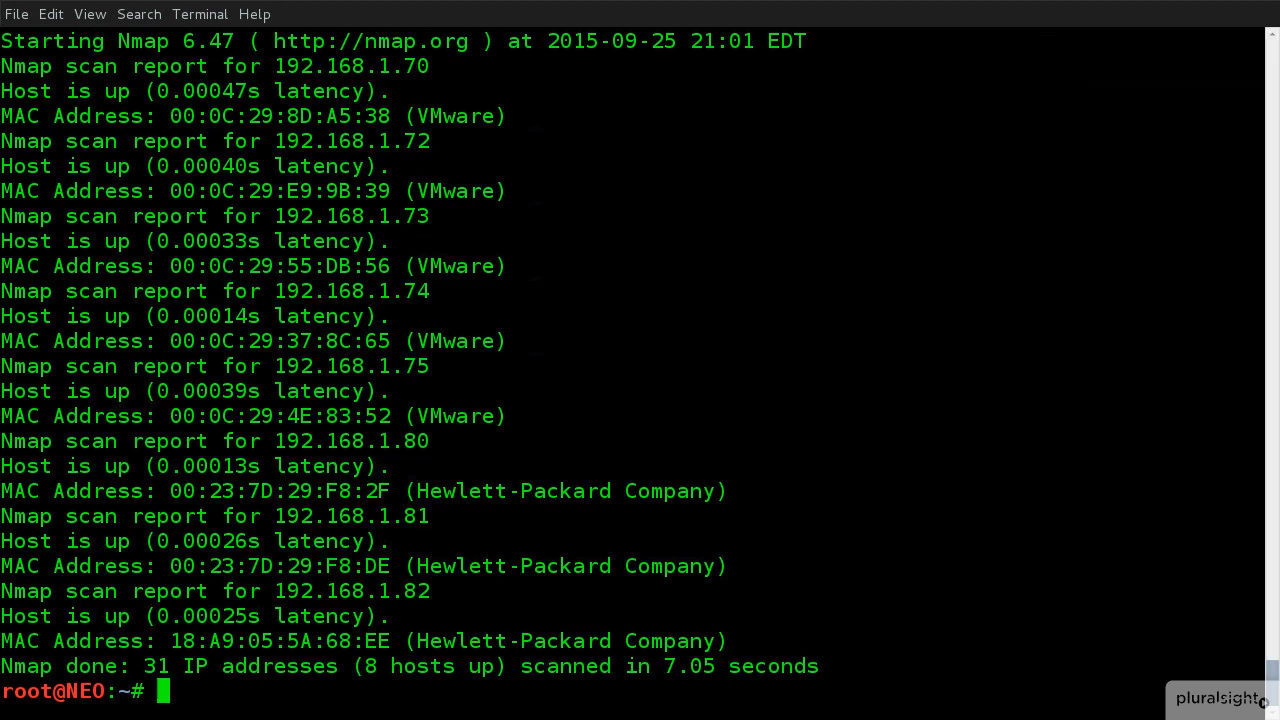 File Edit View Search Terminal Help
Starting Nmap 6.47 ( http://nmap.org ) at 2015-09-25 21:01 EDT
Nmap scan report for 192.168.1.70
Host is up (0.00047s latency).
MAC Address: 00:0C:29:8D:A5:38 (VMware)
Nmap scan report for 192.168.1.72
Host is up (0.00040s latency).
MAC Address: 00:0C:29:E9:9B:39 (VMware)
Nmap scan report for 192.168.1.73
Host is up (0.00033s latency).
MAC Address: 00:0C:29:55:DB:56 (VMware)
Nmap scan report for 192.168.1.74
Host is up (0.00014s latency).
MAC Address: 00:0C:29:37:8C:65 (VMware)
Nmap scan report for 192.168.1.75
Host is up (0.00039s latency).
MAC Address: 00:0C:29:4E:83:52 (VMware)
Nmap scan report for 192.168.1.80
Host is up (0.00013s latency).
MAC Address: 00:23:7D:29:F8:2F (Hewlett-Packard Company)
Nmap scan report for 192.168.1.81
Host is up (0.00026s latency).
MAC Address: 00:23:7D:29:F8:DE (Hewlett-Packard Company)
Nmap scan report for 192.168.1.82
Host is up (0.00025s latency).
MAC Address: 18:A9:05:5A:68:EE (Hewlett-Packard Company)
Nmap done: 31 IP addresses (8 hosts up) scanned in 7.05 seconds
root@NEO:~#
pluralsight